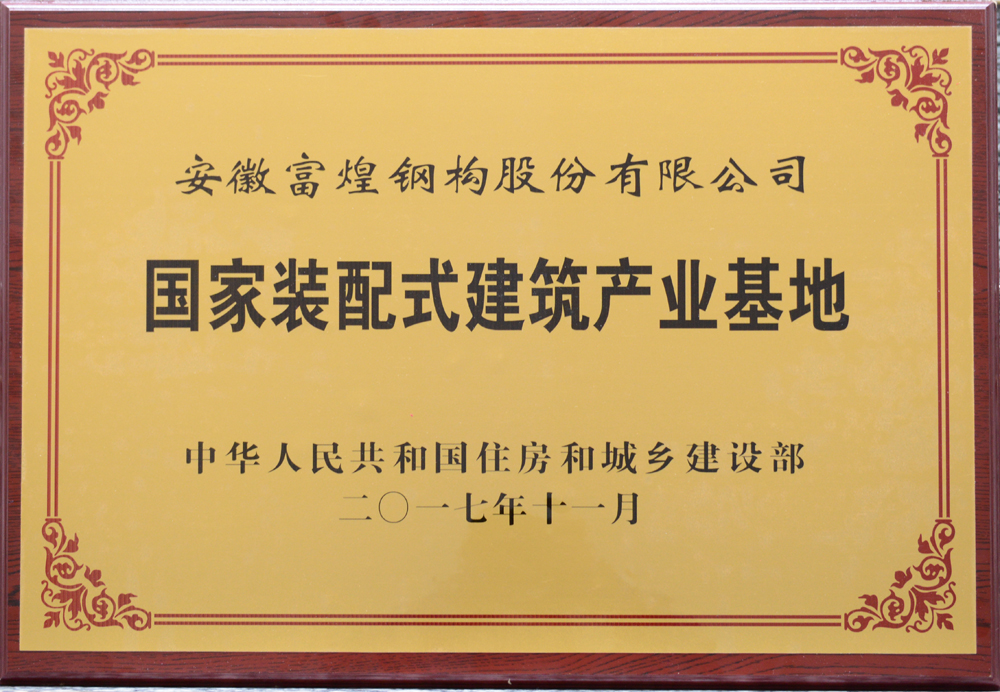 安徽富煌钢构股份有限公司
国家装配式建筑产业基地
中华人民共和国住房和城乡建设部
二〇一七年十一月